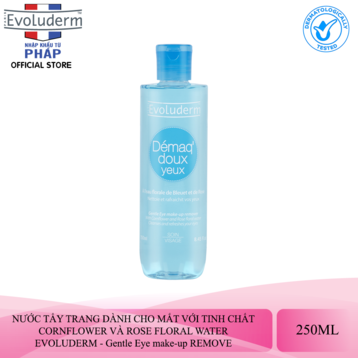 Evoluderm
NHẬP KHẨU TỪ
PHÁP
OFFICIAL STORE
DERMATOLOGICALLY
TESTED
Evoluderm
Démaq'
doux
yeux
NƯỚC TẨY TRANG DÀNH CHO MẮT VỚI TINH CHẤT
CORNFLOWER VÀ ROSE FLORAL WATER
EVOLUDERM - Gentle Eye make-up REMOVE
250ML